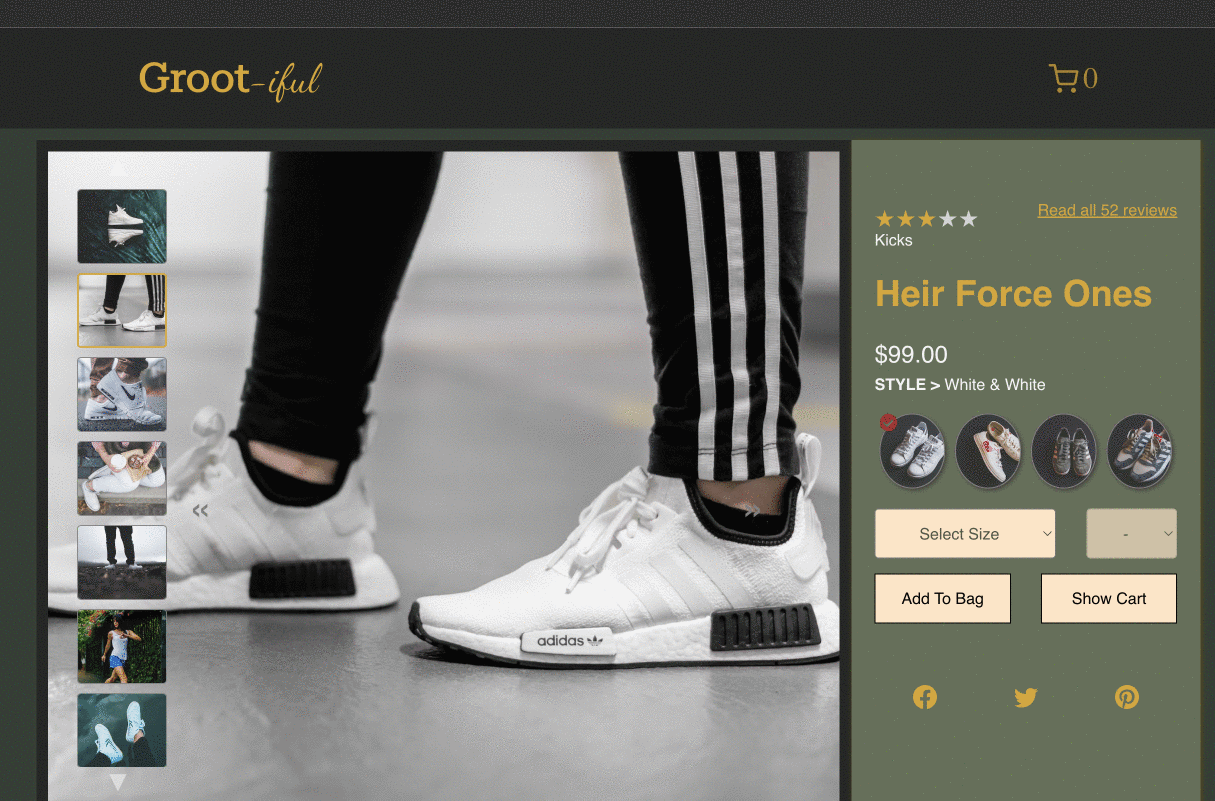 Groot-iful
0
Read all 52 reviews
Kicks
Heir Force Ones
$99.00
STYLE > White & White
«
»
Select Size
-
Add To Bag
Show Cart
adidas